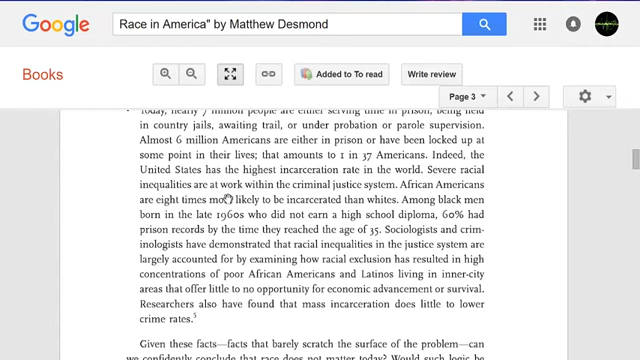 Google
Race in America" by Matthew Desmond
Books
Added to To read
Write review
Page 3
Today, nearly 7 million people are either serving time in prison, being held
in country jails, awaiting trail, or under probation or parole supervision.
Almost 6 million Americans are either in prison or have been locked up at
some point in their lives; that amounts to 1 in 37 Americans. Indeed, the
United States has the highest incarceration rate in the world. Severe racial
inequalities are at work within the criminal justice system. African Americans
are eight times more likely to be incarcerated than whites. Among black men
born in the late 1960s who did not earn a high school diploma, 60% had
prison records by the time they reached the age of 35. Sociologists and crim-
inologists have demonstrated that racial inequalities in the justice system are
largely accounted for by examining how racial exclusion has resulted in high
concentrations of poor African Americans and Latinos living in inner-city
areas that offer little to no opportunity for economic advancement or survival.
Researchers also have found that mass incarceration does little to lower
crime rates.5
Given these facts—facts that barely scratch the surface of the problem—can
we confidently conclude that race does not matter today? Would such logic be